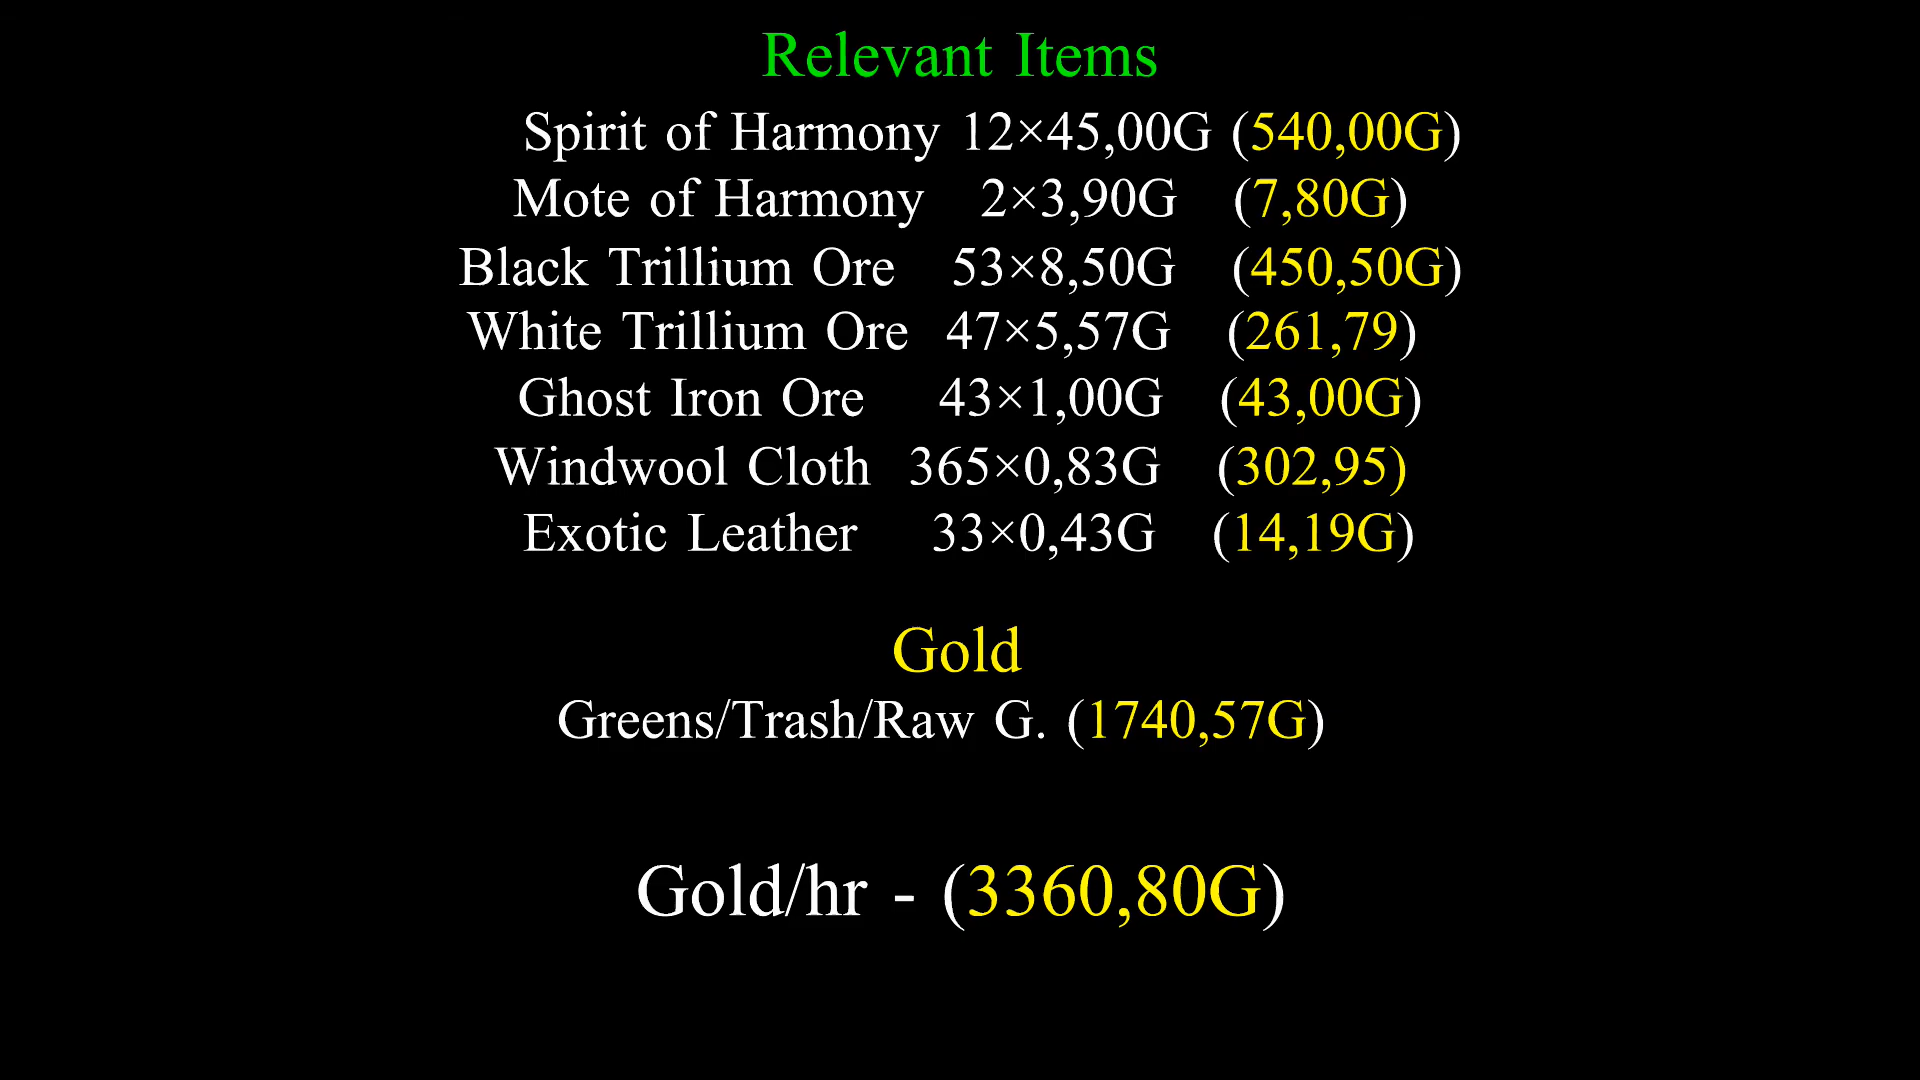 Relevant Items
Spirit of Harmony 12×45,00G (540,00G)
Mote of Harmony 2×3,90G (7,80G)
Black Trillium Ore 53×8,50G (450,50G)
White Trillium Ore 47×5,57G (261,79)
Ghost Iron Ore 43×1,00G (43,00G)
Windwool Cloth 365×0,83G (302,95)
Exotic Leather 33×0,43G (14,19G)
Gold
Greens/Trash/Raw G. (1740,57G)
Gold/hr - (3360,80G)